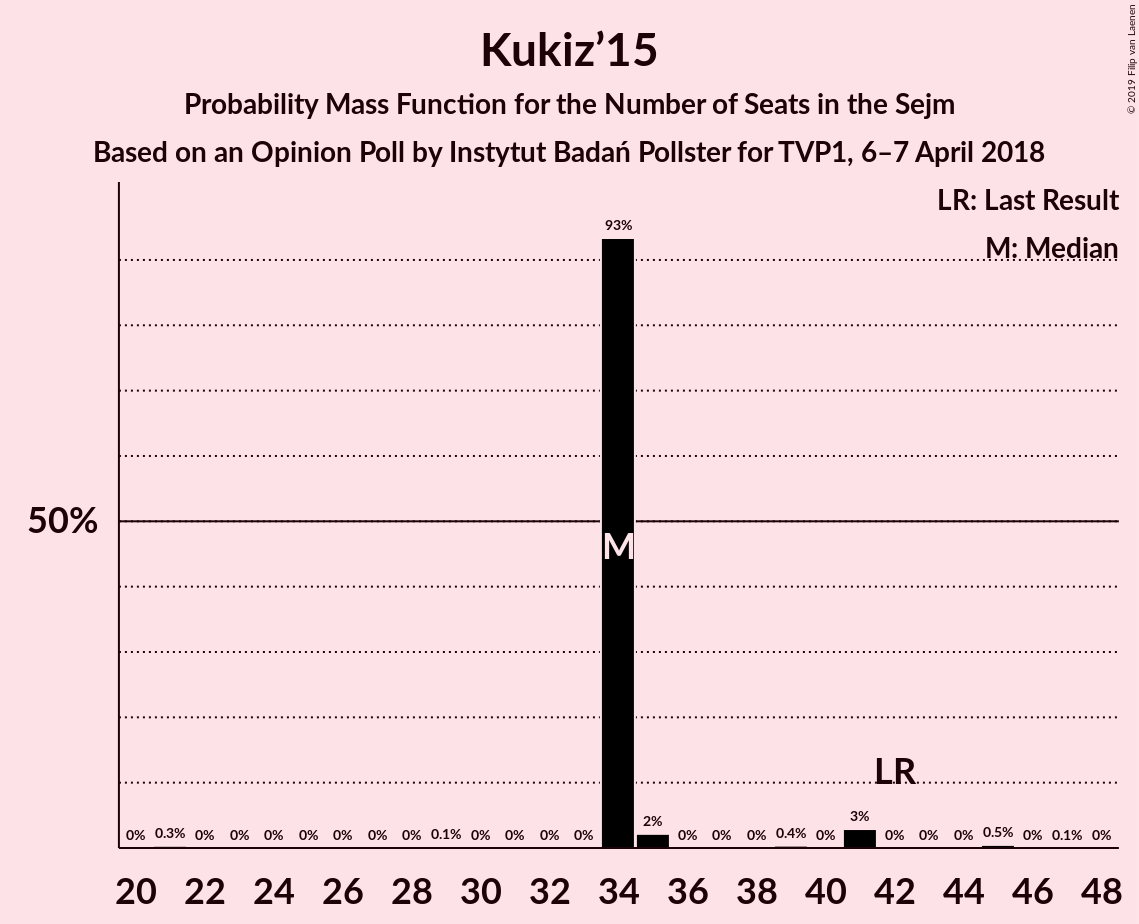 Kukiz’15
Probability Mass Function for the Number of Seats in the Sejm
Based on an Opinion Poll by Instytut Badań Pollster for TVP1, 6–7 April 2018
© 2019 Filip van Laenen
LR: Last Result
M: Median
93%
50%
M
LR
0% 0.3% 0% 0% 0% 0% 0% 0% 0% 0.1% 0% 0% 0% 0% 2% 0% 0% 0% 0.4% 0% 3% 0% 0% 0% 0.5% 0% 0.1% 0%
20 22 24 26 28 30 32 34 36 38 40 42 44 46 48